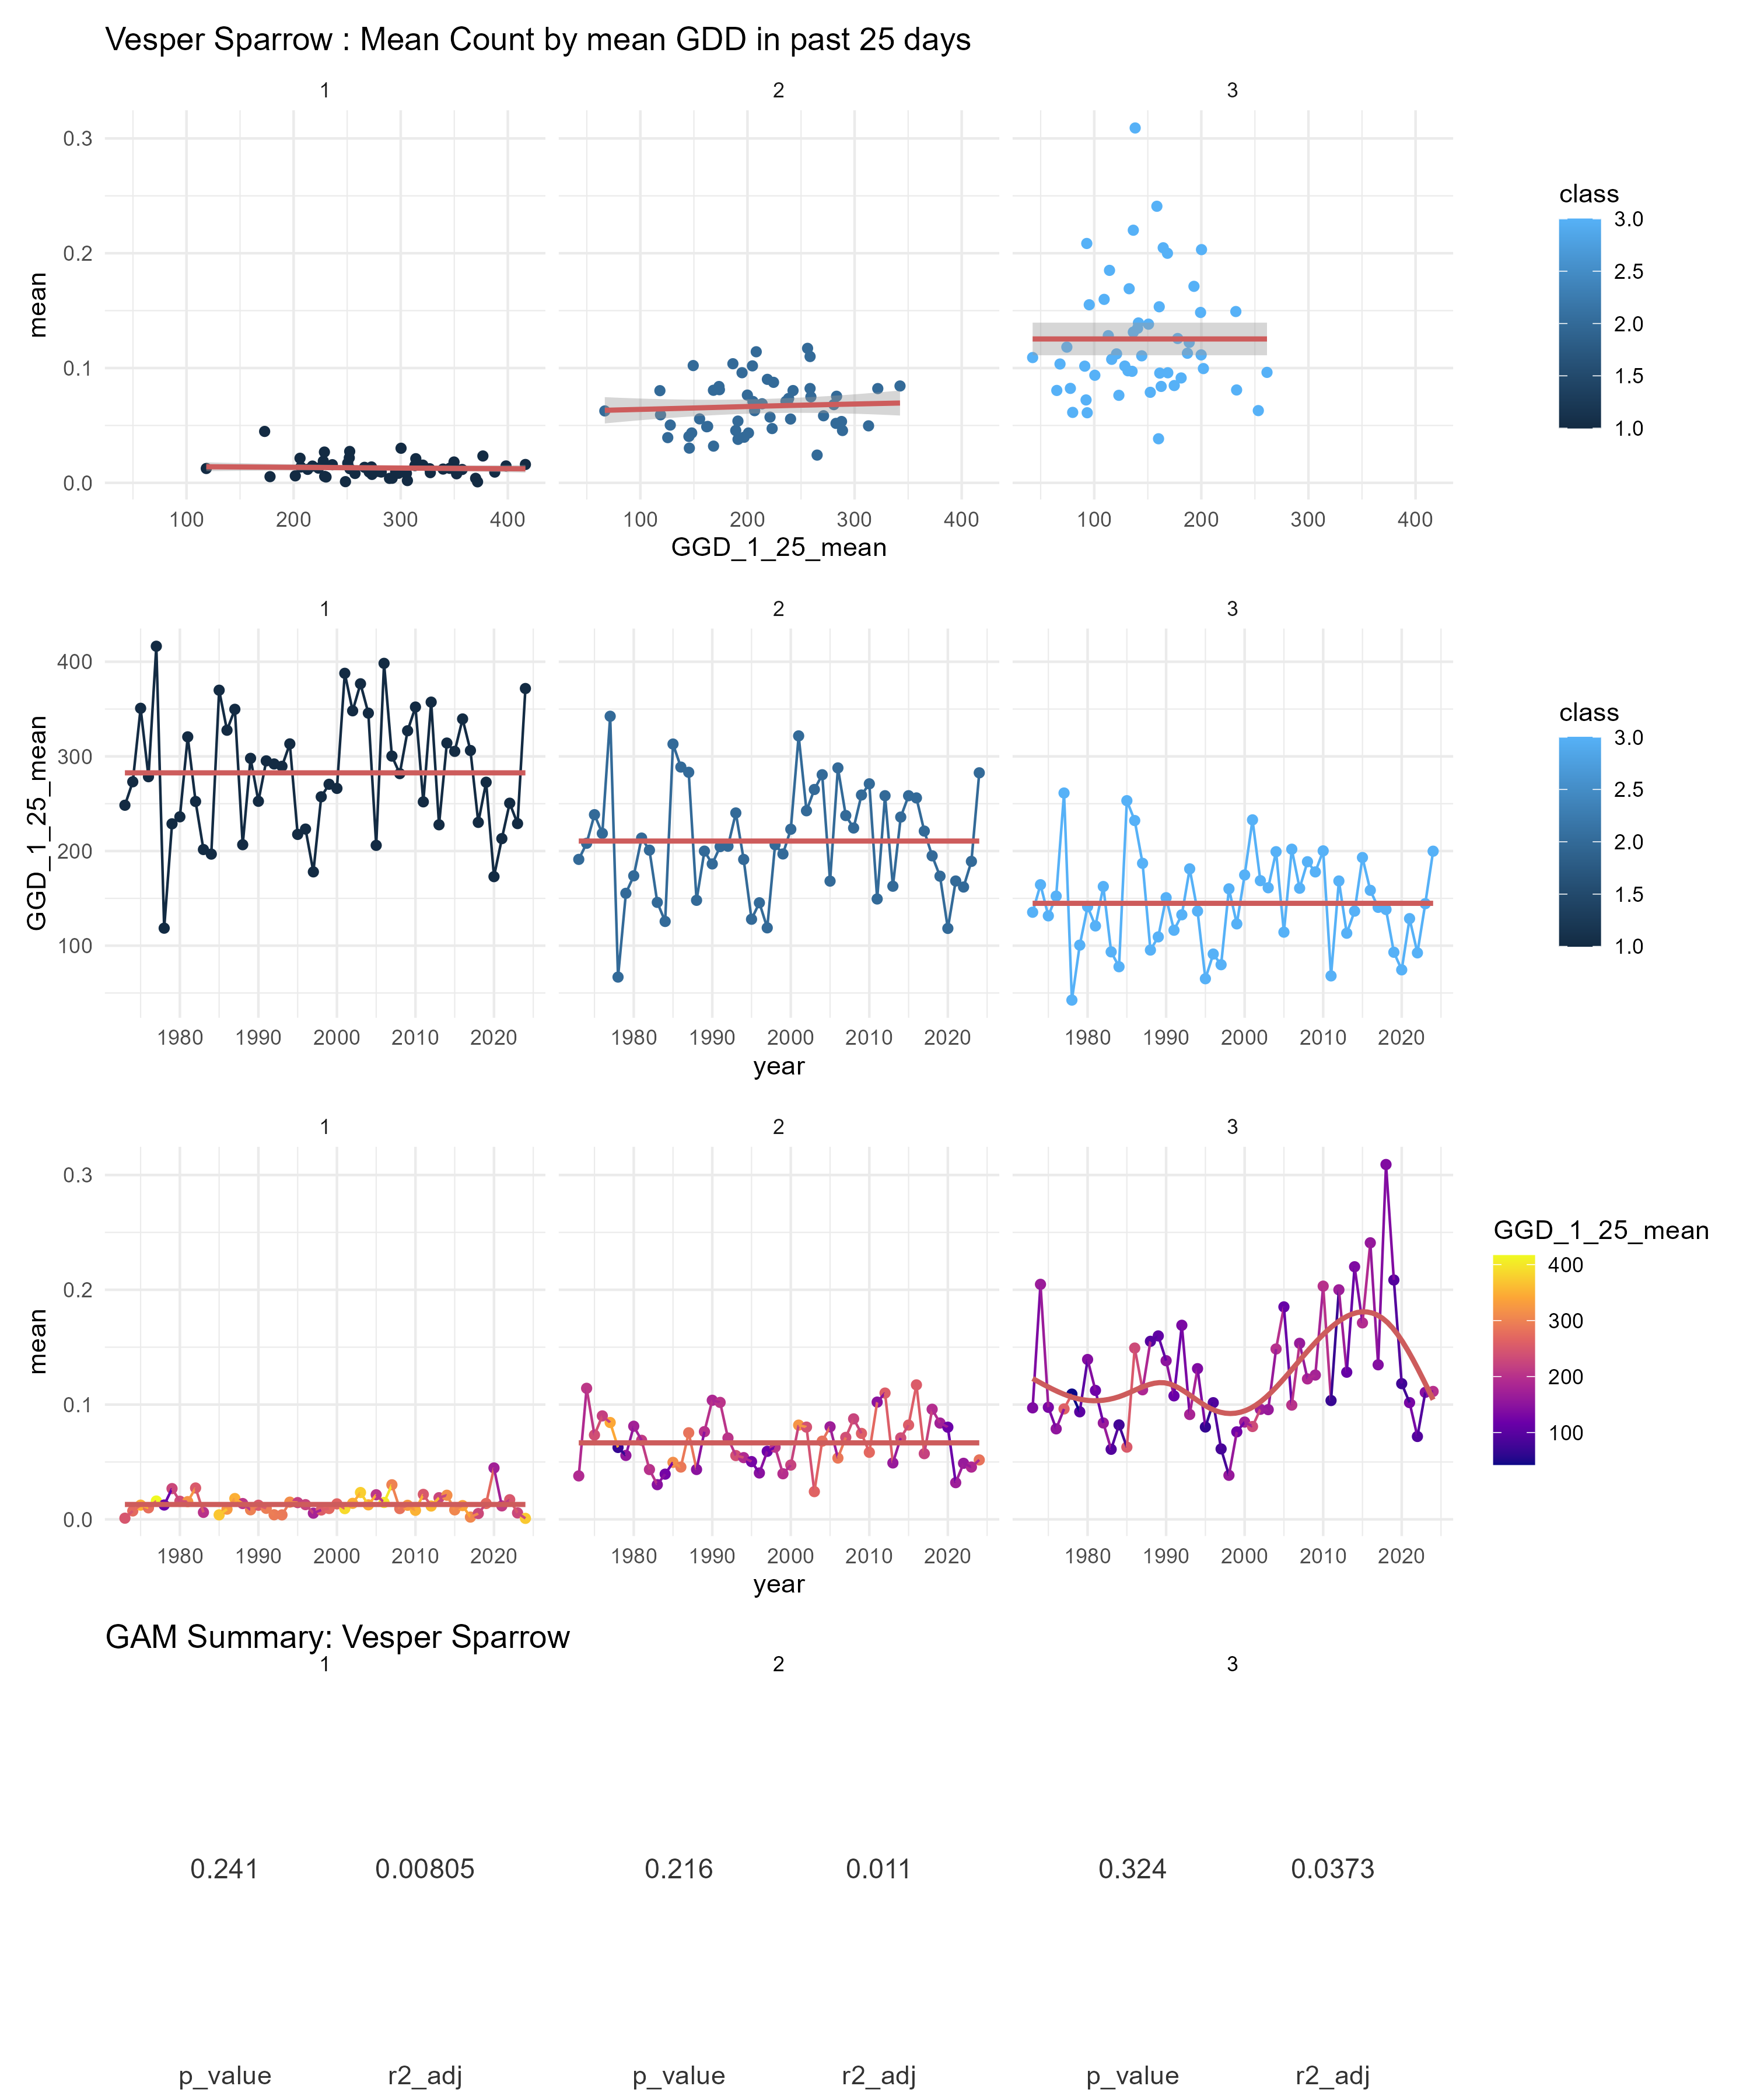 Vesper Sparrow : Mean Count by mean GDD in past 25 days
1 2 3
0.3
0.2
0.1
0.0
mean
100 200 300 400 100 200 300 400 100 200 300 400
GGD_1_25_mean
class
3.0
2.5
2.0
1.5
1.0
1 2 3
400
300
200
100
GGD_1_25_mean
1980 1990 2000 2010 2020 1980 1990 2000 2010 2020 1980 1990 2000 2010 2020
year
class
3.0
2.5
2.0
1.5
1.0
1 2 3
0.3
0.2
0.1
0.0
mean
1980 1990 2000 2010 2020 1980 1990 2000 2010 2020 1980 1990 2000 2010 2020
year
GGD_1_25_mean
400
300
200
100
GAM Summary: Vesper Sparrow
1 2 3
0.241 0.00805 0.216 0.011 0.324 0.0373
p_value r2_adj p_value r2_adj p_value r2_adj